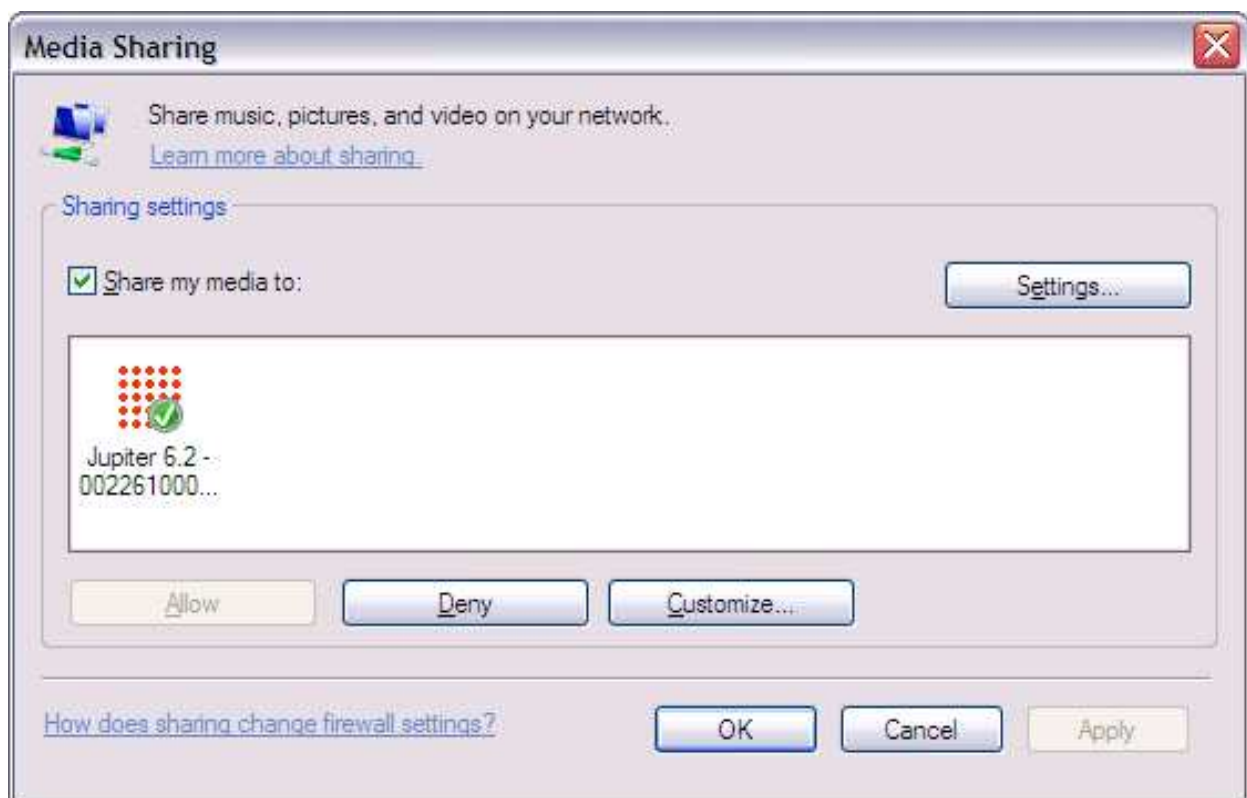 Media Sharing
Share music, pictures, and video on your network.
Learn more about sharing.
Sharing settings
Share my media to:
Settings...
Jupiter 6.2 -
002261000...
Allow
Deny
Customize...
How does sharing change firewall settings?
OK
Cancel
Apply